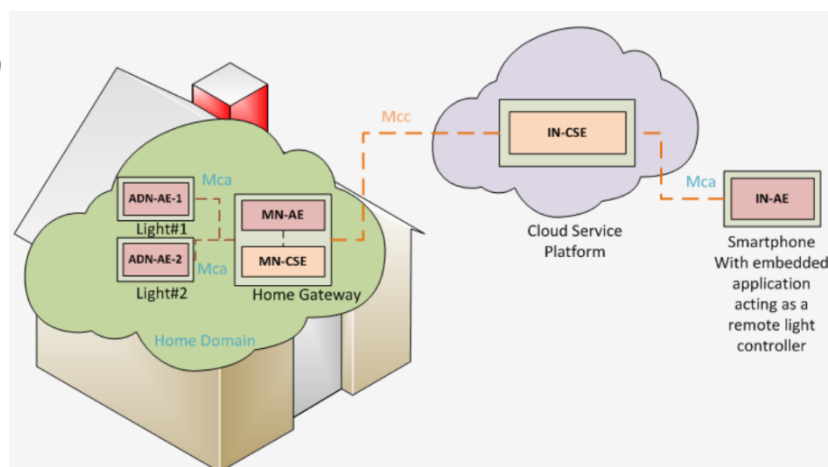 Mcc
IN-CSE
Mca
ADN-AE-1
Light#1
MN-AE
ADN-AE-2
Mca
Light#2
MN-CSE
Home Gateway
Home Domain
Cloud Service
Platform
Mca
IN-AE
Smartphone
With embedded
application
acting as a
remote light
controller